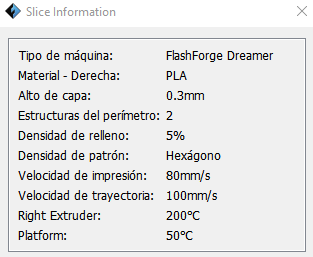 Slice Information
Tipo de máquina: FlashForge Dreamer
Material - Derecha: PLA
Alto de capa: 0.3mm
Estructuras del perímetro: 2
Densidad de relleno: 5%
Densidad de patrón: Hexágono
Velocidad de impresión: 80mm/s
Velocidad de trayectoria: 100mm/s
Right Extruder: 200°C
Platform: 50°C